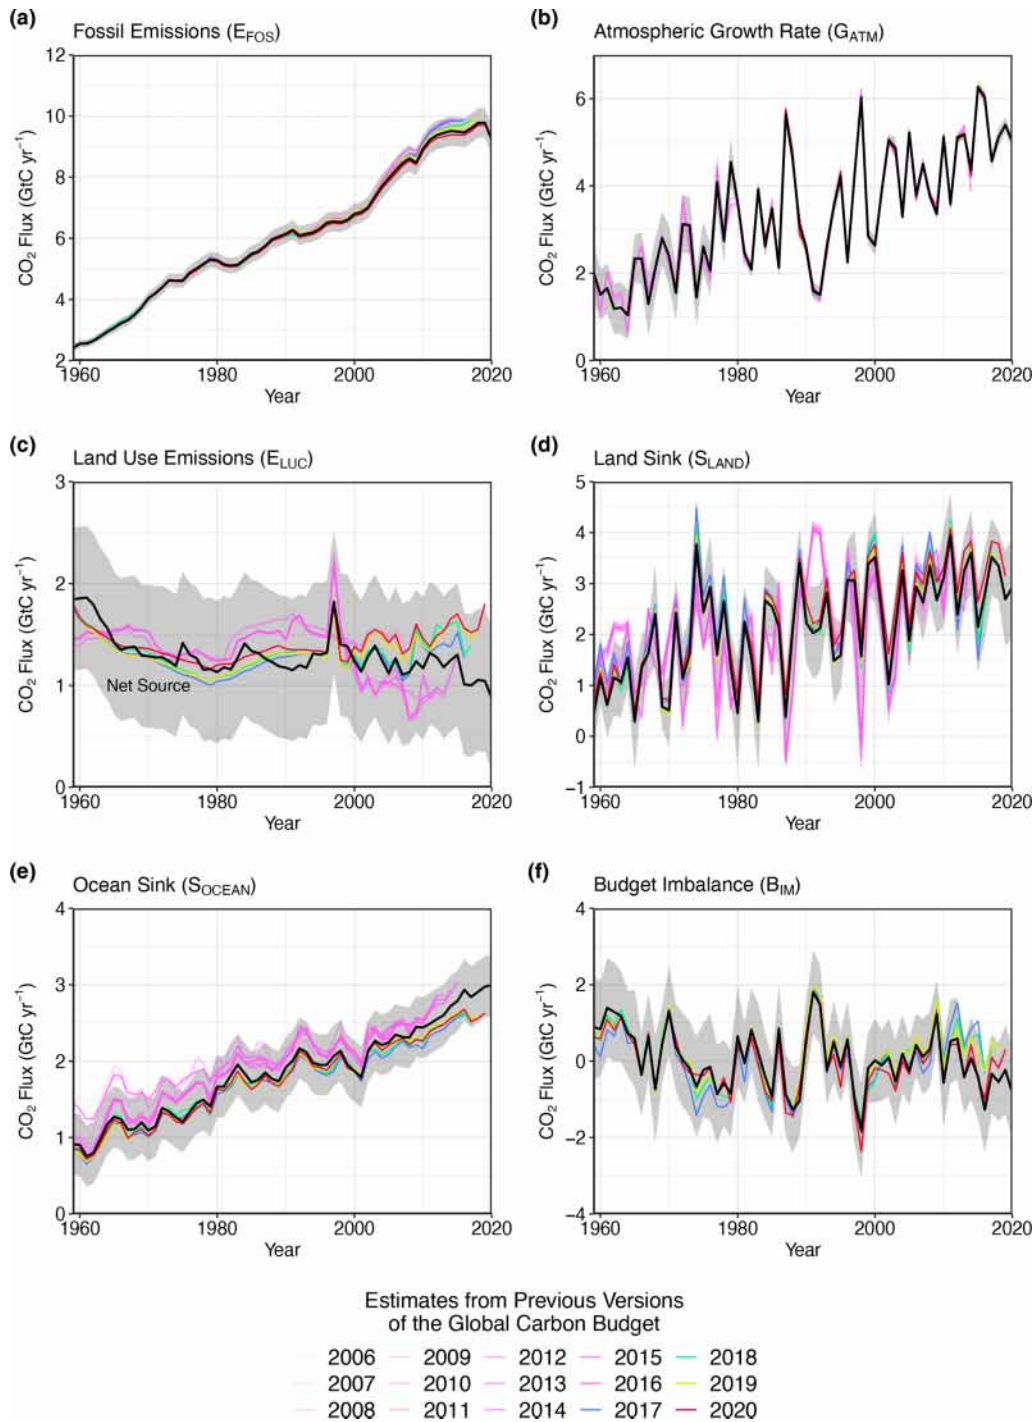 (a)
Fossil Emissions (EFOS)
CO2 Flux (GtC yr−1)
12
10
8
6
4
2
1960 1980 2000 2020
Year
(b)
Atmospheric Growth Rate (GATM)
CO2 Flux (GtC yr−1)
6
4
2
0
1960 1980 2000 2020
Year
(c)
Land Use Emissions (ELUC)
CO2 Flux (GtC yr−1)
3
2
1
0
Net Source
1960 1980 2000 2020
Year
(d)
Land Sink (SLAND)
CO2 Flux (GtC yr−1)
5
4
3
2
1
0
−1
1960 1980 2000 2020
Year
(e)
Ocean Sink (SOCEAN)
CO2 Flux (GtC yr−1)
4
3
2
1
0
1960 1980 2000 2020
Year
(f)
Budget Imbalance (BIM)
CO2 Flux (GtC yr−1)
4
2
0
−2
−4
1960 1980 2000 2020
Year
Estimates from Previous Versions
of the Global Carbon Budget
2006 2009 2012 2015 2018
2007 2010 2013 2016 2019
2008 2011 2014 2017 2020